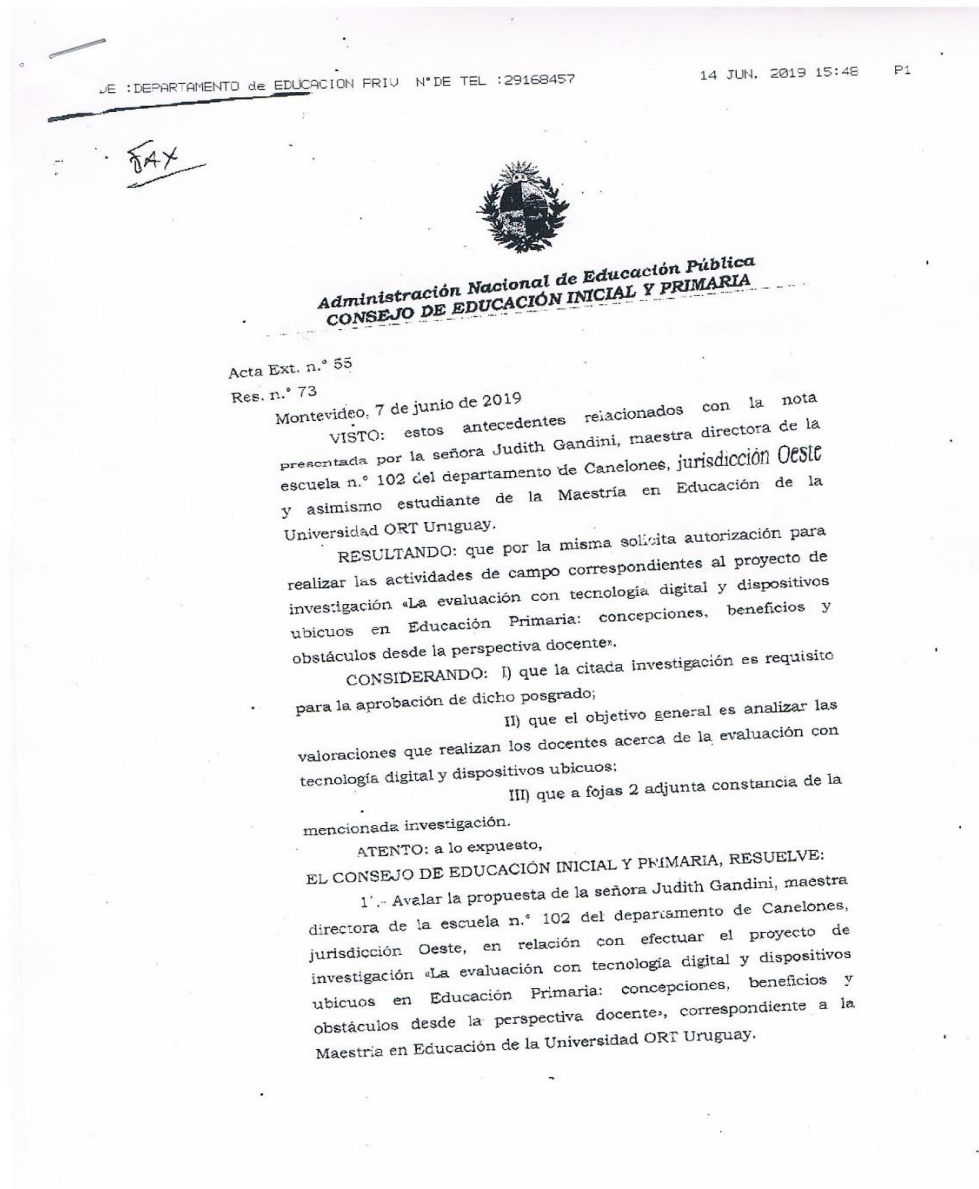 DE :DEPARTAMENTO de EDUCACION PRIV N°DE TEL :29168457 14 JUN. 2019 15:48 P1
FAX
Administración Nacional de Educación Pública
CONSEJO DE EDUCACIÓN INICIAL Y PRIMARIA
Acta Ext. n.° 55
Res. n.° 73
Montevideo, 7 de junio de 2019
VISTO: estos antecedentes relacionados con la nota
presentada por la señora Judith Gandini, maestra directora de la
escuela n.° 102 del departamento de Canelones, jurisdicción Oeste
y asimismo estudiante de la Maestría en Educación de la
Universidad ORT Uruguay.
RESULTANDO: que por la misma solicita autorización para
realizar las actividades de campo correspondientes al proyecto de
investigación «La evaluación con tecnología digital y dispositivos
ubicuos en Educación Primaria: concepciones, beneficios y
obstáculos desde la perspectiva docente».
CONSIDERANDO: I) que la citada investigación es requisito
para la aprobación de dicho posgrado;
II) que el objetivo general es analizar las
valoraciones que realizan los docentes acerca de la evaluación con
tecnología digital y dispositivos ubicuos;
III) que a fojas 2 adjunta constancia de la
mencionada investigación.
ATENTO: a lo expuesto,
EL CONSEJO DE EDUCACIÓN INICIAL Y PRIMARIA, RESUELVE:
1°.- Avalar la propuesta de la señora Judith Gandini, maestra
directora de la escuela n.° 102 del departamento de Canelones,
jurisdicción Oeste, en relación con efectuar el proyecto de
investigación «La evaluación con tecnología digital y dispositivos
ubicuos en Educación Primaria: concepciones, beneficios y
obstáculos desde la perspectiva docente», correspondiente a la
Maestría en Educación de la Universidad ORT Uruguay.